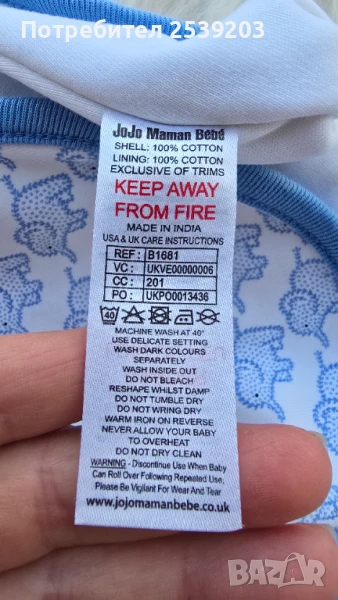 Потребител 2539203
JoJo Maman Bebé
SHELL: 100% COTTON
LINING: 100% COTTON
EXCLUSIVE OF TRIMS
KEEP AWAY
FROM FIRE
MADE IN INDIA
USA & UK CARE INSTRUCTIONS
REF : B1681
VC : UKVE00000006
CC : 201
PO : UKPO0013436
40
MACHINE WASH AT 40°
USE DELICATE SETTING
WASH DARK COLOURS
SEPARATELY
WASH INSIDE OUT
DO NOT BLEACH
RESHAPE WHILST DAMP
DO NOT TUMBLE DRY
DO NOT WRING DRY
WARM IRON ON REVERSE
NEVER ALLOW YOUR BABY
TO OVERHEAT
DO NOT DRYCLEAN
WARNING - Discontinue Use When Baby
Can Roll Over Following Repeated Use,
Please Be Vigilant For Wear And Tear
www.jojomamanbebe.co.uk
BAZAR